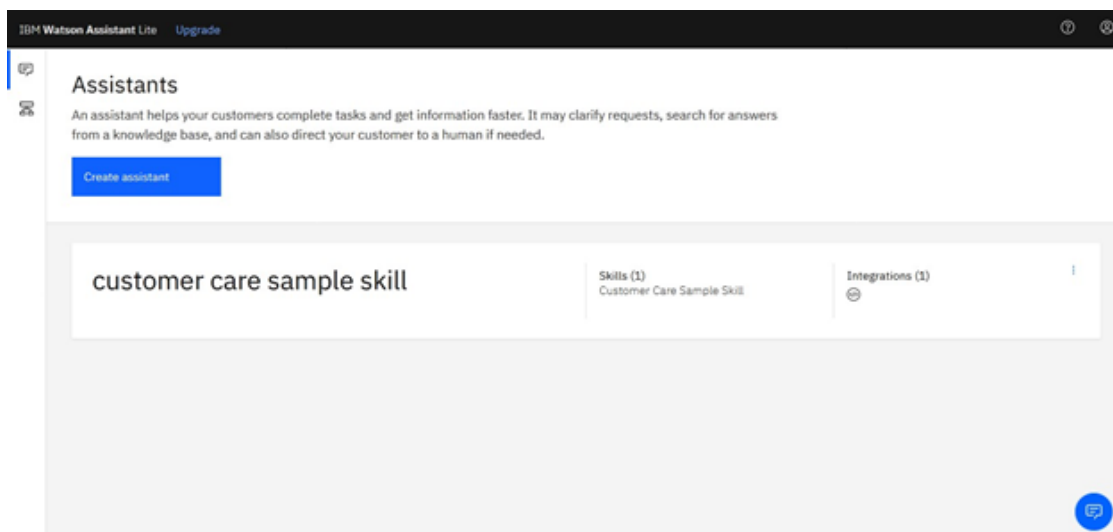 IBM Watson Assistant Lite Upgrade
Assistants
An assistant helps your customers complete tasks and get information faster. It may clarify requests, search for answers
from a knowledge base, and can also direct your customer to a human if needed.
Create assistant
customer care sample skill
Skills (1)
Customer Care Sample Skill
Integrations (1)